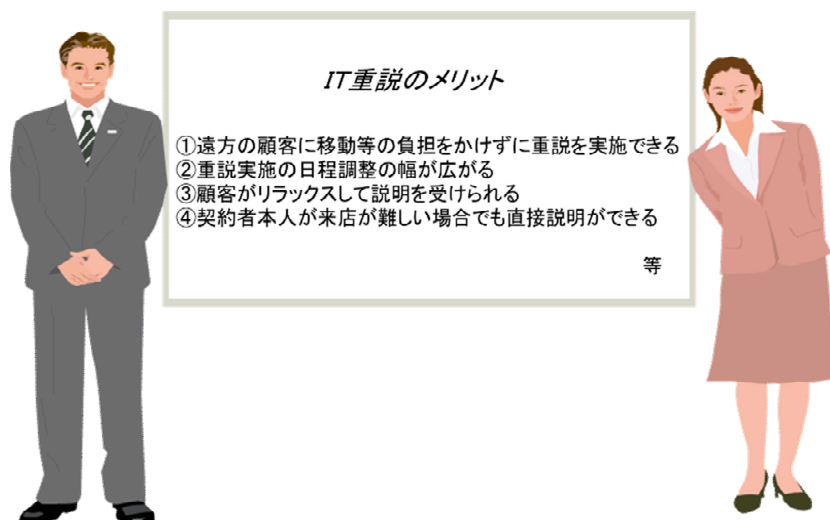 IT重説のメリット
①遠方の顧客に移動等の負担をかけずに重説を実施できる
②重説実施の日程調整の幅が広がる
③顧客がリラックスして説明を受けられる
④契約者本人が来店が難しい場合でも直接説明ができる
等